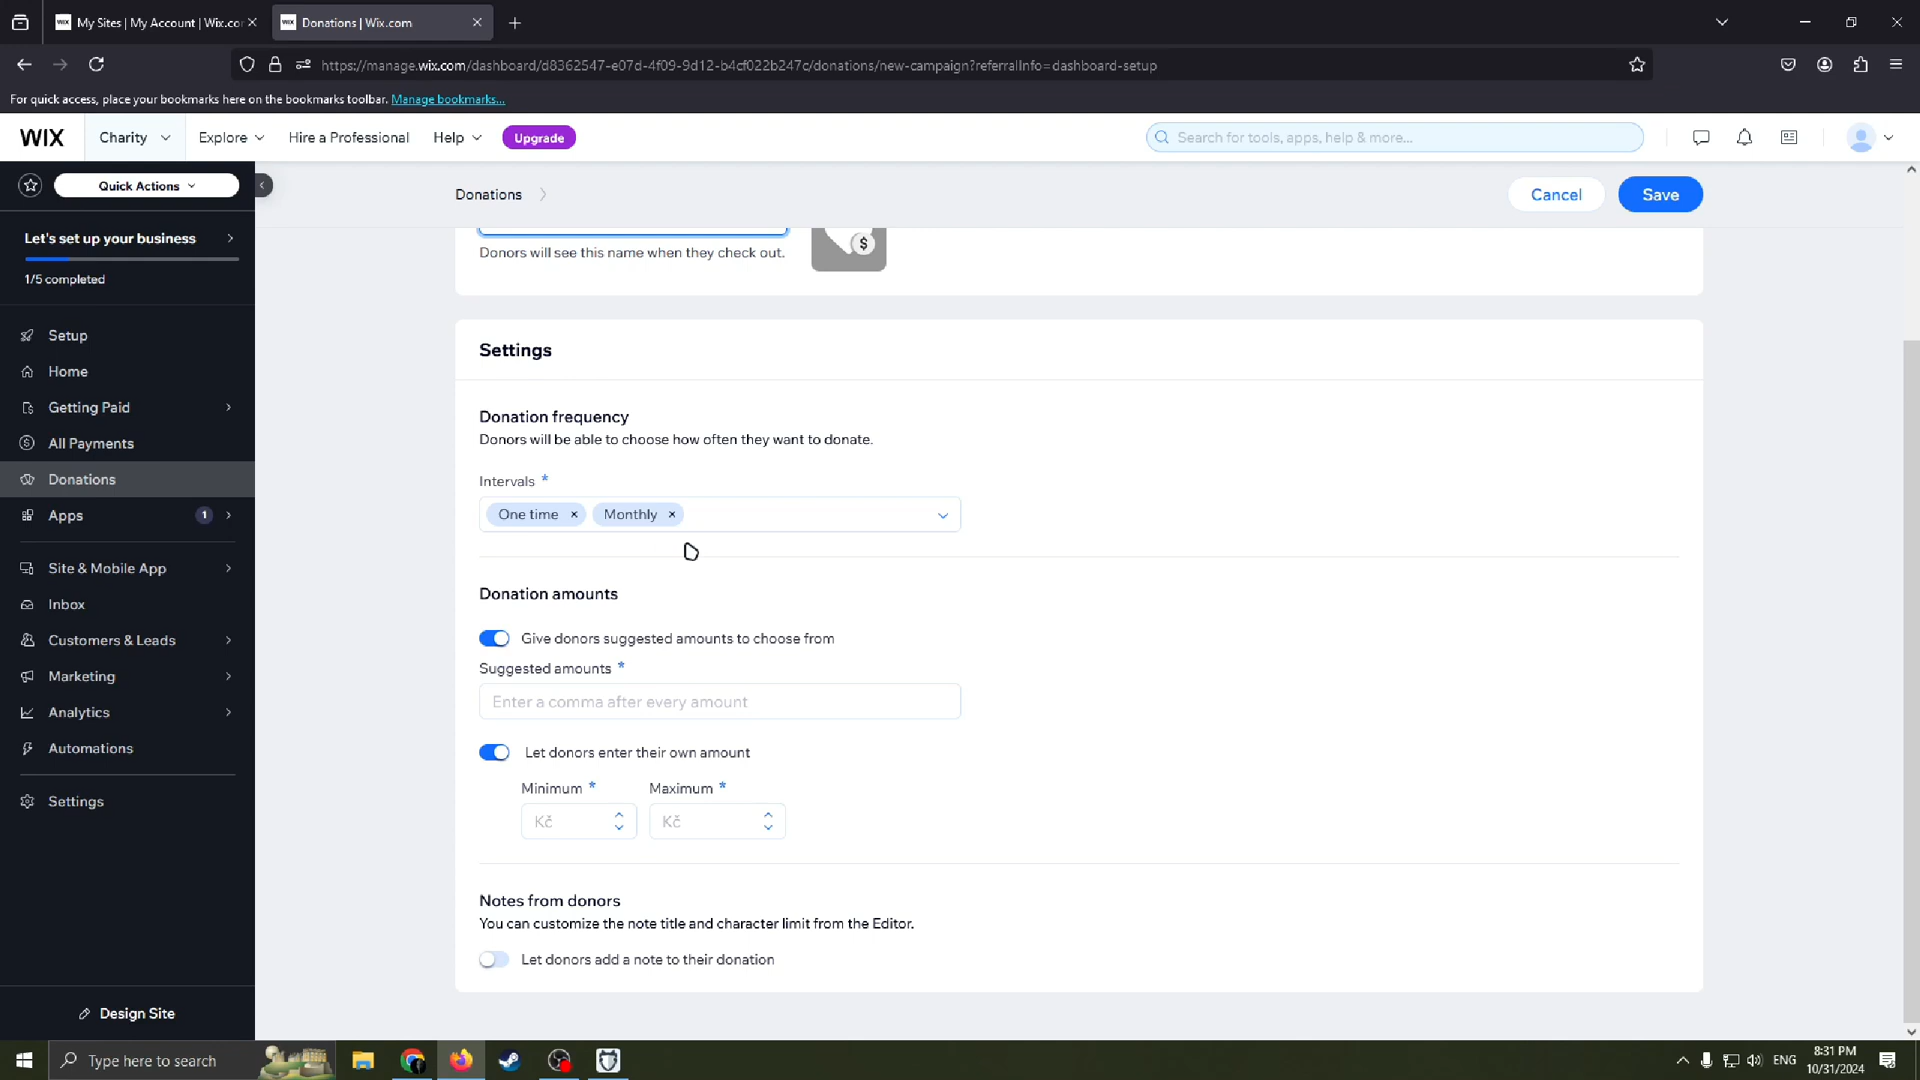 My Sites | My Account | Wix.cor
Donations | Wix.com
https://manage.wix.com/dashboard/d8362547-e07d-4f09-9d12-b4cf022b247c/donations/new-campaign?referralInfo=dashboard-setup
For quick access, place your bookmarks here on the bookmarks toolbar. Manage bookmarks...
WIX Charity Explore Hire a Professional Help Upgrade Search for tools, apps, help & more...
Quick Actions
Donations
Cancel Save
Let's set up your business
1/5 completed
Donors will see this name when they check out.
$
Setup
Home
Getting Paid
All Payments
Donations
Apps 1
Site & Mobile App
Inbox
Customers & Leads
Marketing
Analytics
Automations
Settings
Design Site
Settings
Donation frequency
Donors will be able to choose how often they want to donate.
Intervals *
One time × Monthly ×
Donation amounts
Give donors suggested amounts to choose from
Suggested amounts *
Enter a comma after every amount
Let donors enter their own amount
Minimum * Maximum *
Kč Kč
Notes from donors
You can customize the note title and character limit from the Editor.
Let donors add a note to their donation
Type here to search
ENG
8:31 PM
10/31/2024